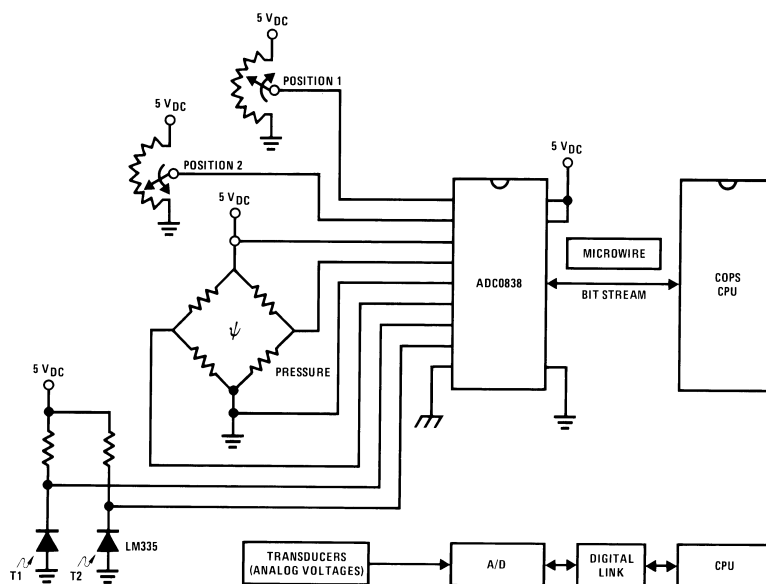 5 VDC
POSITION 1
5 VDC
POSITION 2
5 VDC
5 VDC
ADC0838
MICROWIRE
BIT STREAM
COPS
CPU
ψ
PRESSURE
5 VDC
T1
T2
LM335
TRANSDUCERS
(ANALOG VOLTAGES)
A/D
DIGITAL
LINK
CPU